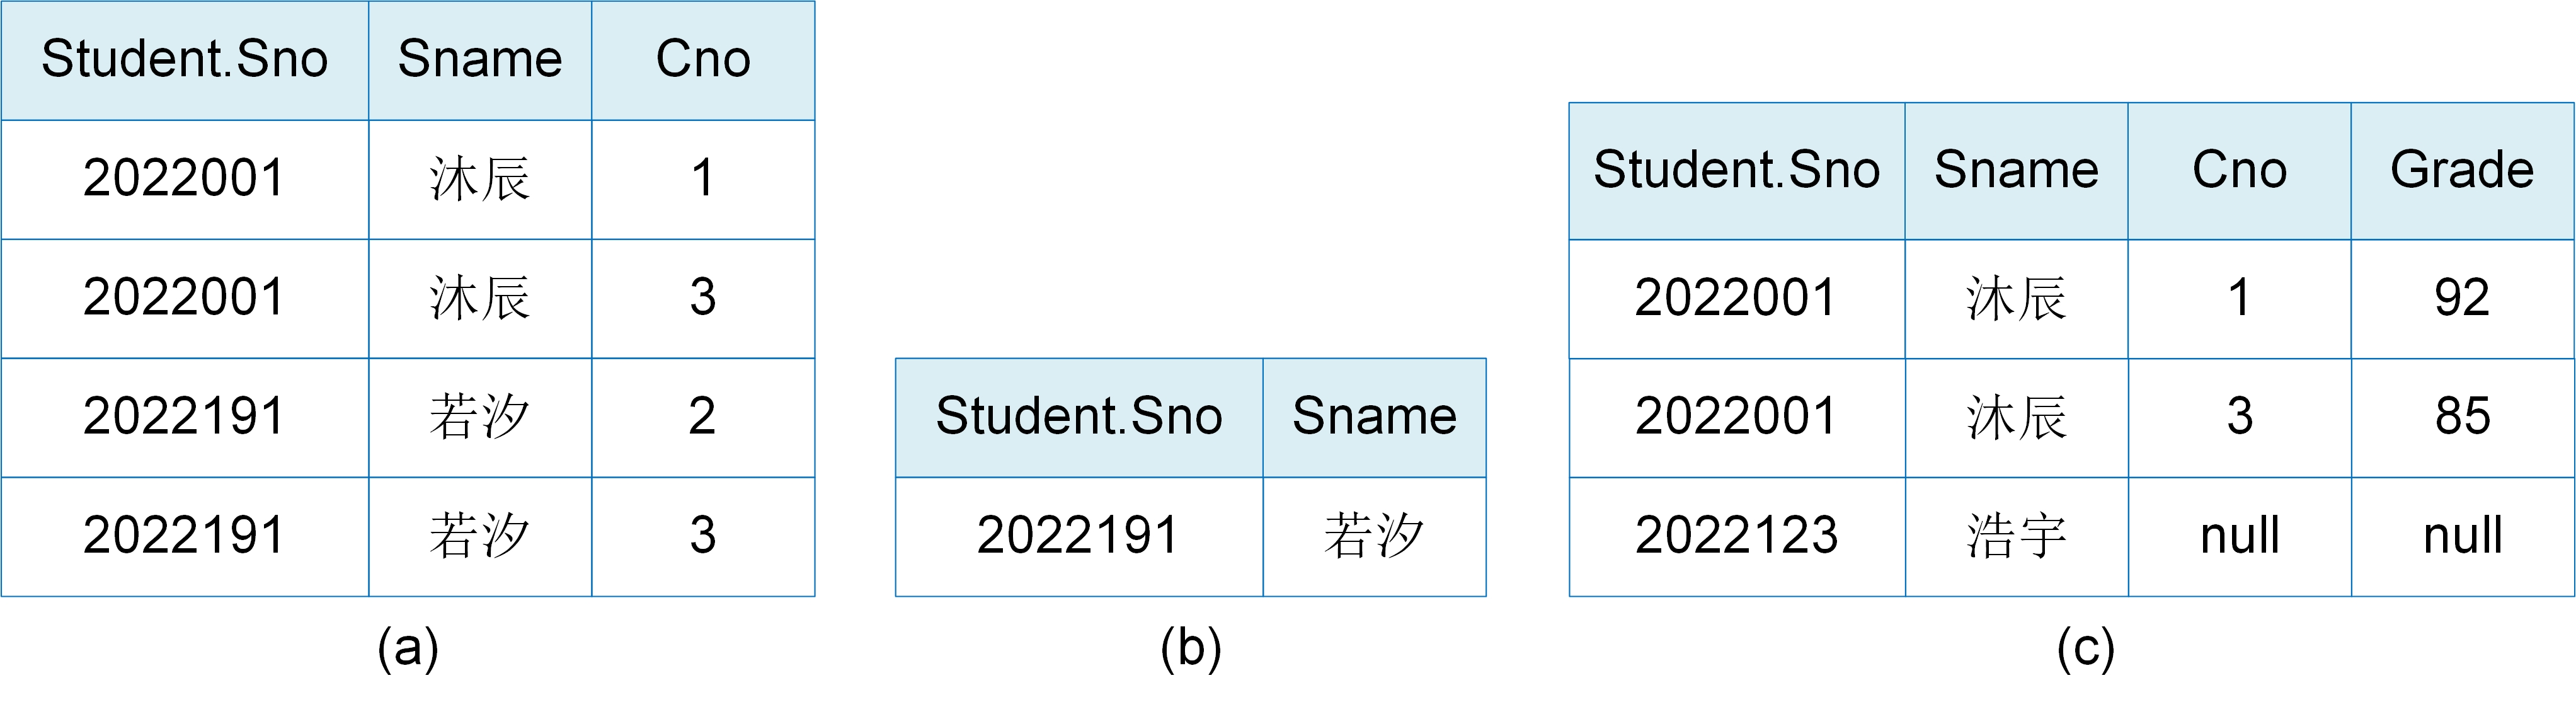 Student.Sno Sname Cno
2022001 沐辰 1
2022001 沐辰 3
2022191 若汐 2
2022191 若汐 3
(a)
Student.Sno Sname
2022191 若汐
(b)
Student.Sno Sname Cno Grade
2022001 沐辰 1 92
2022001 沐辰 3 85
2022123 浩宇 null null
(c)